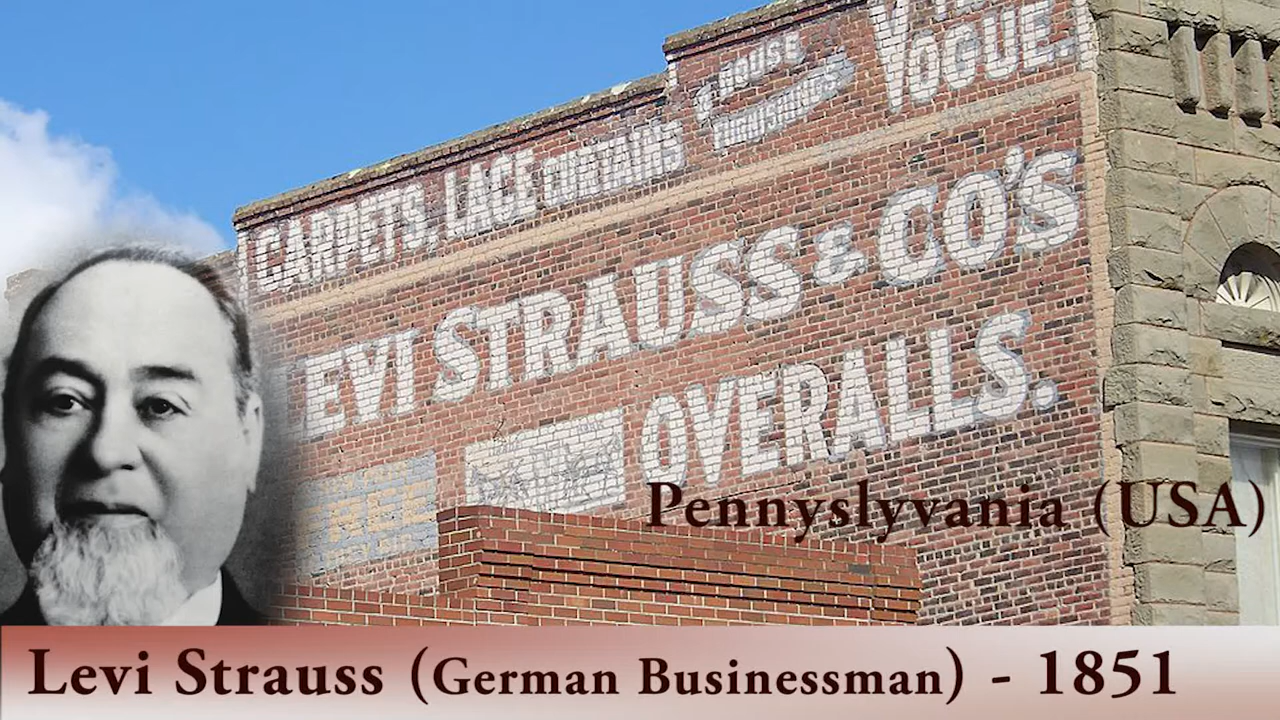 VOGUE.
& HOUSE
FURNISHINGS
CARPETS, LACE CURTAINS
LEVI STRAUSS & CO'S
OVERALLS.
FREE
Pennyslyvania (USA)
Levi Strauss (German Businessman) - 1851